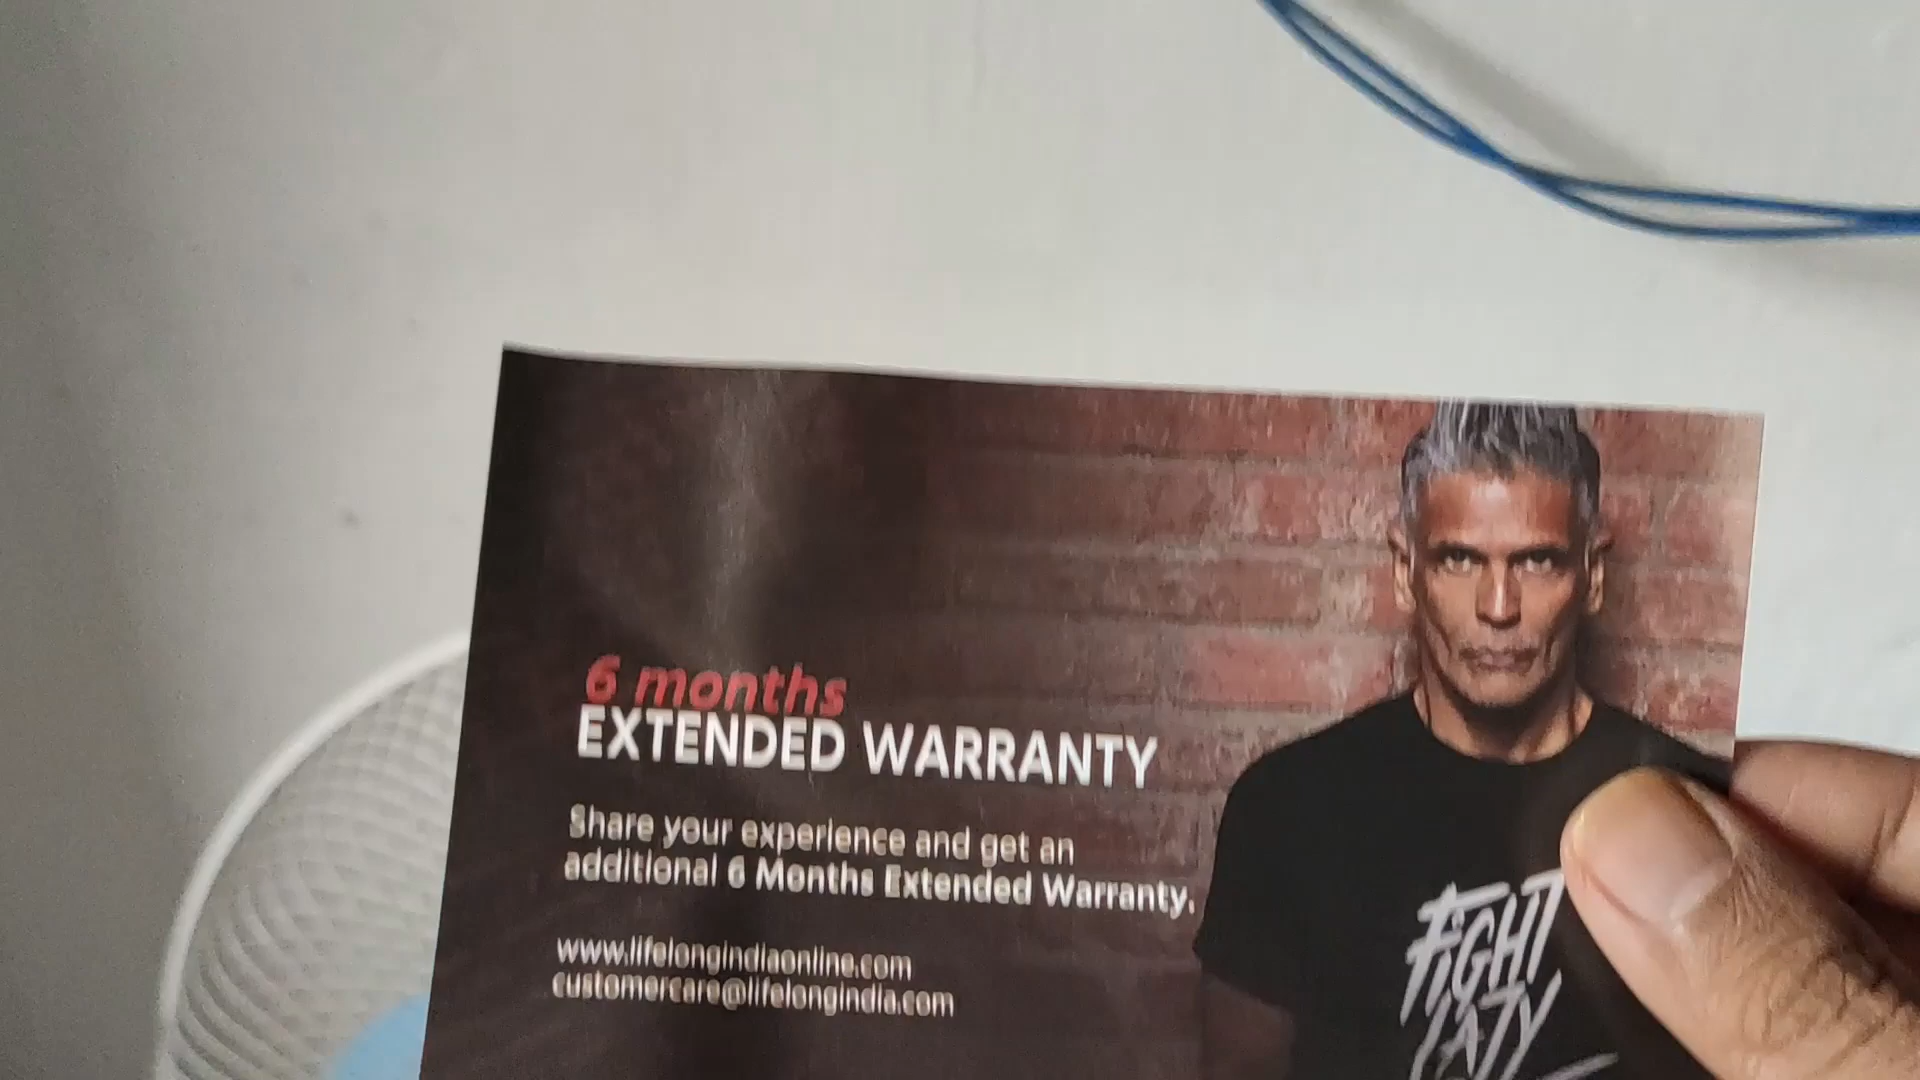 6 months
EXTENDED WARRANTY
Share your experience and get an
additional 6 Months Extended Warranty.
www.lifelongindiaonline.com
customercare@lifelongindia.com
FIGHT
LAZY